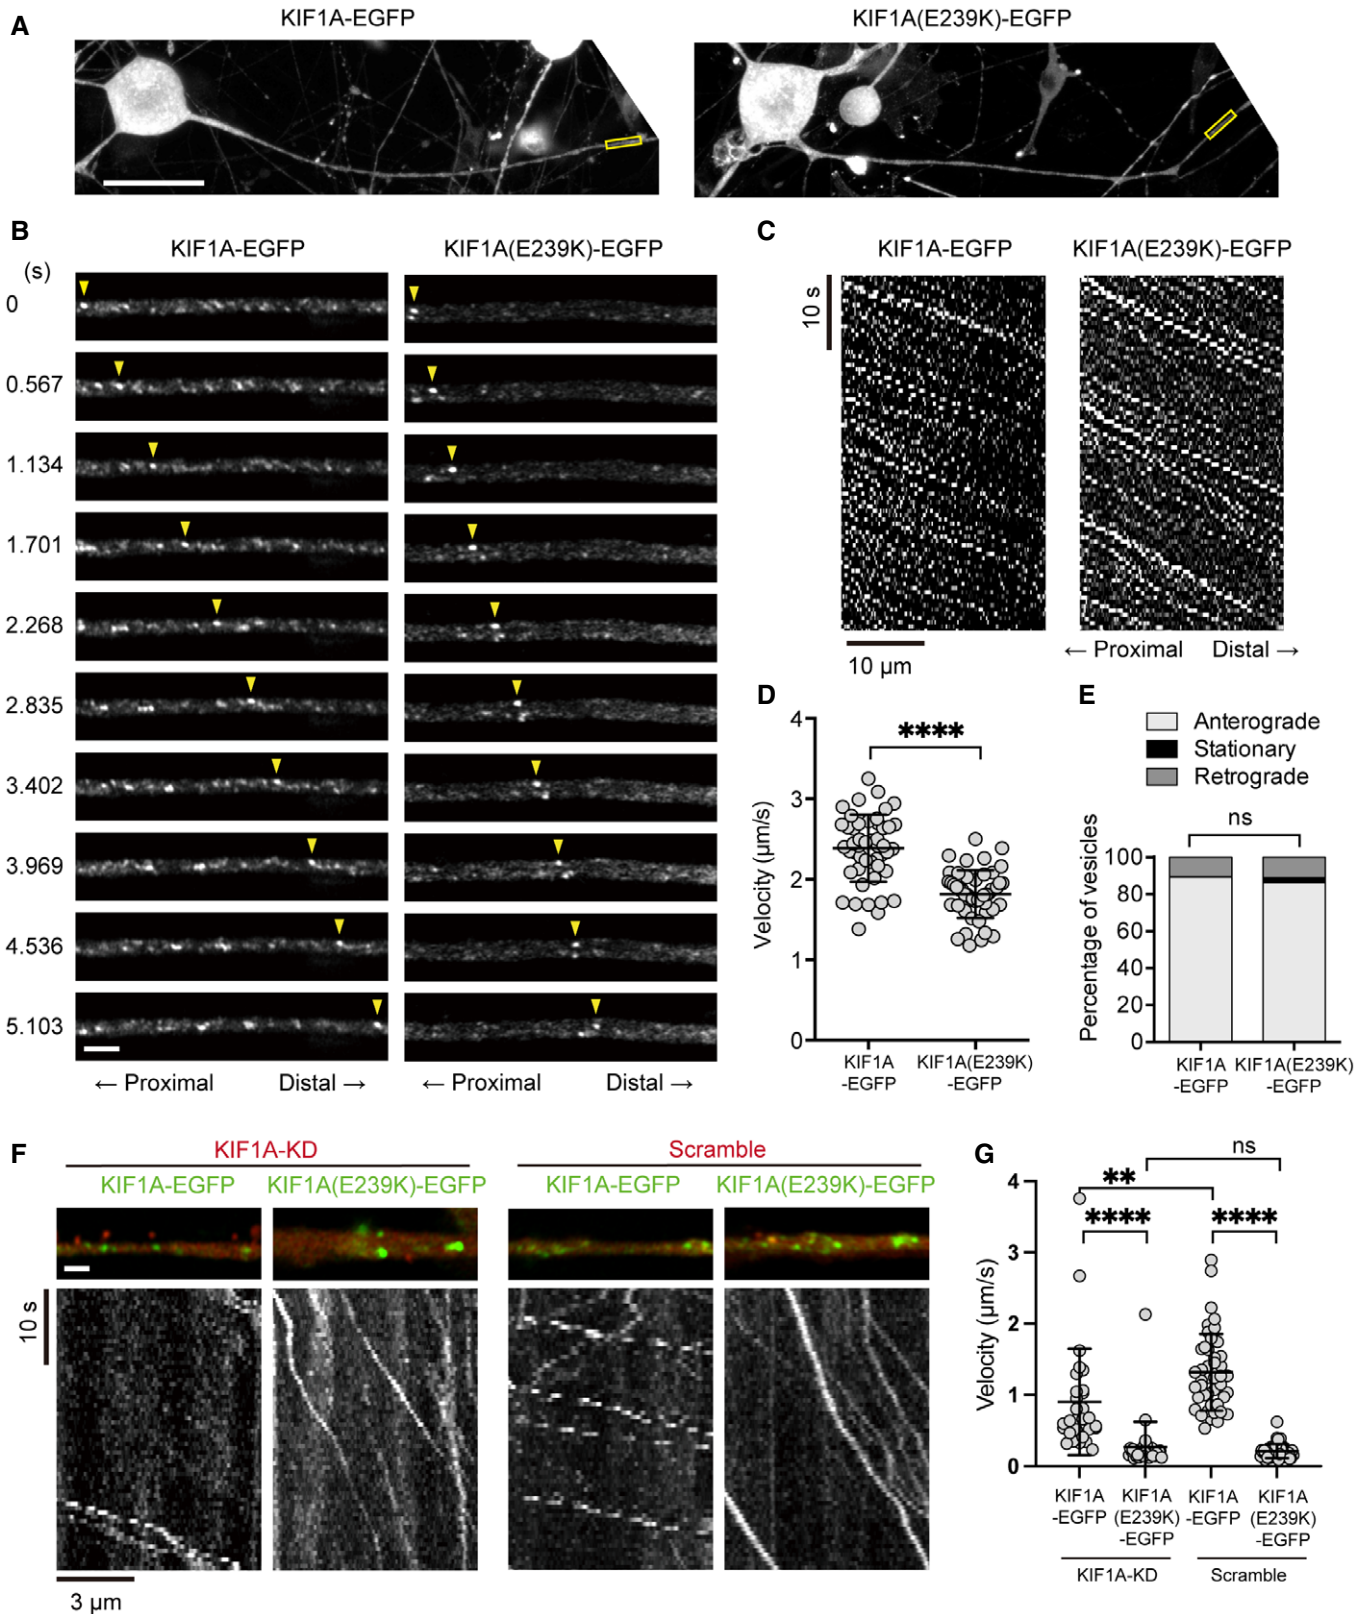 A
KIF1A-EGFP
KIF1A(E239K)-EGFP
B
KIF1A-EGFP
KIF1A(E239K)-EGFP
(s)
0
0.567
1.134
1.701
2.268
2.835
3.402
3.969
4.536
5.103
← Proximal
Distal →
← Proximal
Distal →
C
KIF1A-EGFP
KIF1A(E239K)-EGFP
10 s
10 µm
← Proximal
Distal →
D
4
3
2
1
0
Velocity (µm/s)
****
KIF1A
-EGFP
KIF1A(E239K)
-EGFP
E
Anterograde
Stationary
Retrograde
ns
Percentage of vesicles
100
80
60
40
20
0
KIF1A
-EGFP
KIF1A(E239K)
-EGFP
F
KIF1A-KD
Scramble
KIF1A-EGFP
KIF1A(E239K)-EGFP
KIF1A-EGFP
KIF1A(E239K)-EGFP
10 s
3 µm
G
ns
**
****
****
4
3
2
1
0
Velocity (µm/s)
KIF1A
-EGFP
KIF1A
(E239K)
-EGFP
KIF1A
-EGFP
KIF1A
(E239K)
-EGFP
KIF1A-KD
Scramble